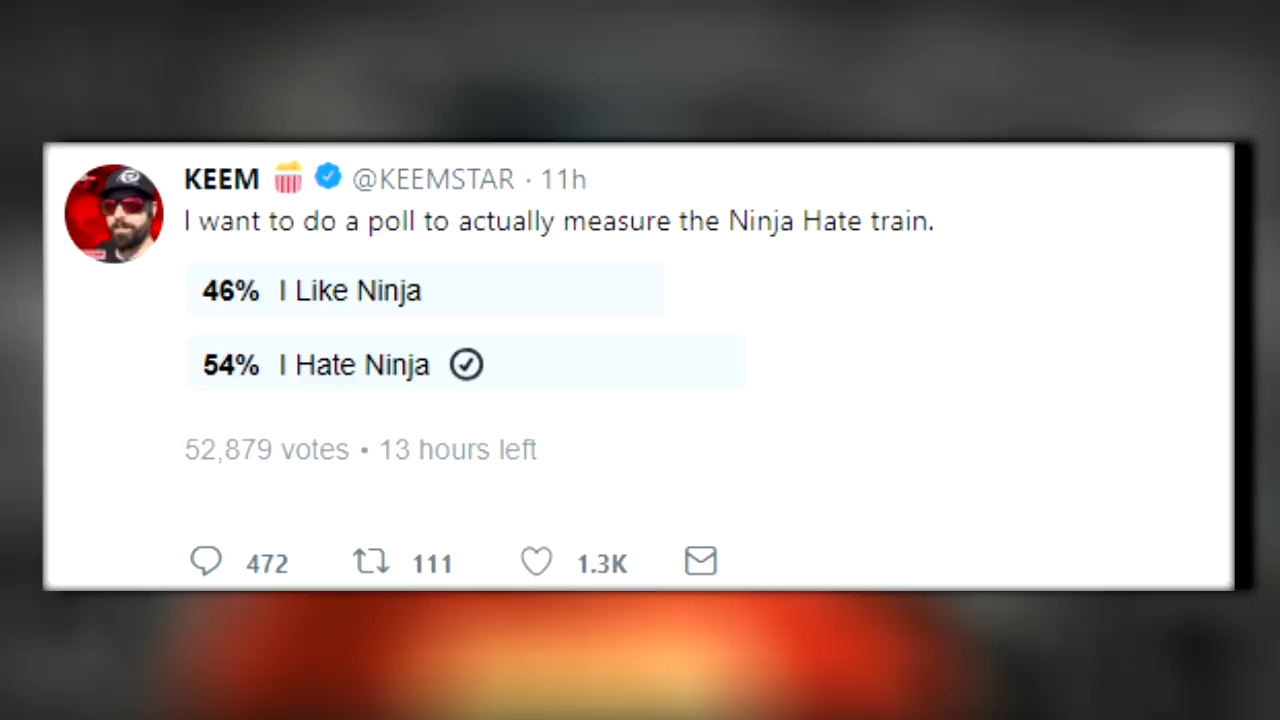 KEEM 🍿 @KEEMSTAR · 11h
I want to do a poll to actually measure the Ninja Hate train.
46% I Like Ninja
54% I Hate Ninja
52,879 votes • 13 hours left
472 111 1.3K